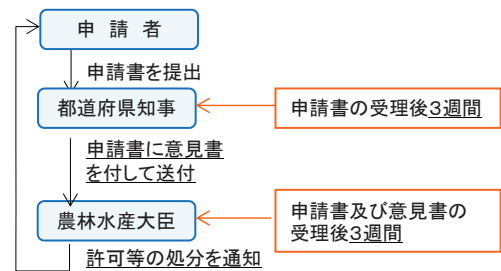 申請者
申請書を提出
都道府県知事
申請書の受理後3週間
申請書に意見書
を付して送付
農林水産大臣
申請書及び意見書の
受理後3週間
許可等の処分を通知